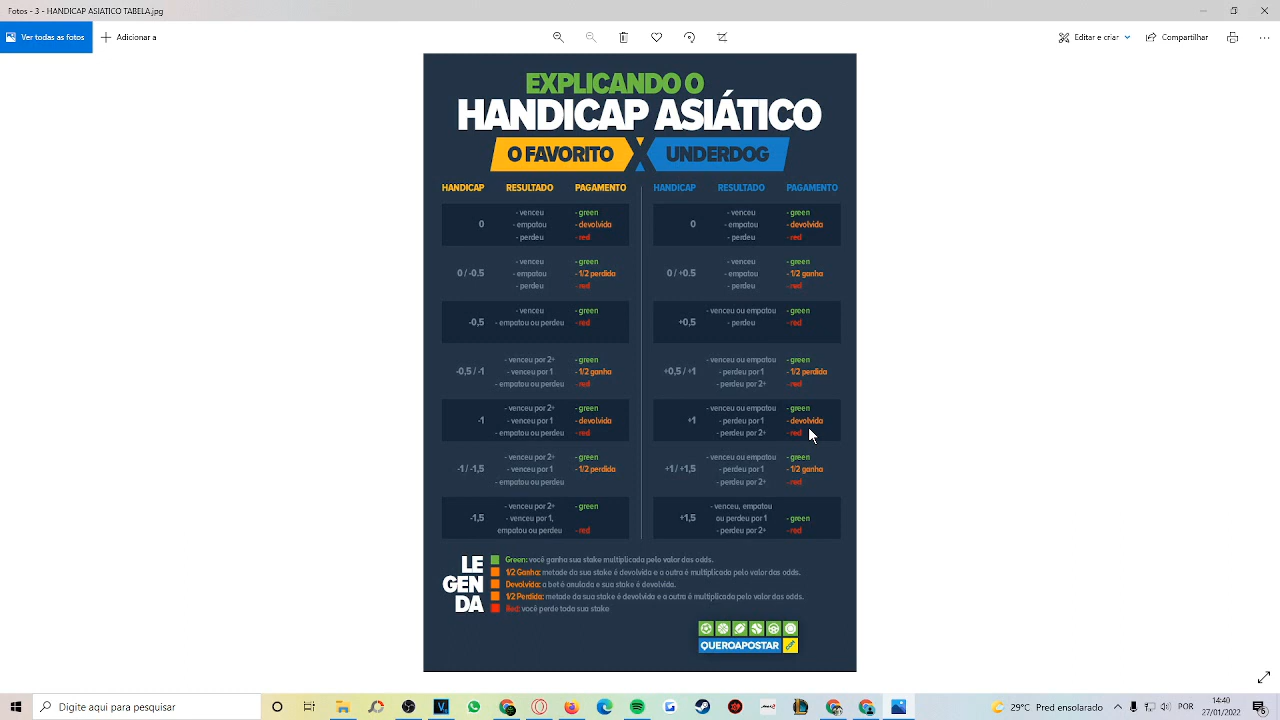 Fotos - 3 - HANDICAP ASIÁTICO TABELA.jpg
Ver todas as fotos
Adicionar a
Editar e criar
Compartilhar
EXPLICANDO O
HANDICAP ASIÁTICO
O FAVORITO X UNDERDOG
HANDICAP RESULTADO PAGAMENTO
0
- venceu - green
- empatou - devolvida
- perdeu - red
0 / -0.5
- venceu - green
- empatou - 1/2 perdida
- perdeu - red
-0,5
- venceu - green
- empatou ou perdeu - red
-0,5 / -1
- venceu por 2+ - green
- venceu por 1 - 1/2 ganha
- empatou ou perdeu - red
-1
- venceu por 2+ - green
- venceu por 1 - devolvida
- empatou ou perdeu - red
-1 / -1,5
- venceu por 2+ - green
- venceu por 1 - 1/2 perdida
- empatou ou perdeu
-1,5
- venceu por 2+ - green
- venceu por 1,
empatou ou perdeu - red
HANDICAP RESULTADO PAGAMENTO
0
- venceu - green
- empatou - devolvida
- perdeu - red
0 / +0.5
- venceu - green
- empatou - 1/2 ganha
- perdeu - red
+0,5
- venceu ou empatou - green
- perdeu - red
+0,5 / +1
- venceu ou empatou - green
- perdeu por 1 - 1/2 perdida
- perdeu por 2+ - red
+1
- venceu ou empatou - green
- perdeu por 1 - devolvida
- perdeu por 2+ - red
+1 / +1,5
- venceu ou empatou - green
- perdeu por 1 - 1/2 ganha
- perdeu por 2+ - red
+1,5
- venceu, empatou
ou perdeu por 1 - green
- perdeu por 2+ - red
LE
GEN
DA
Green: você ganha sua stake multiplicada pelo valor das odds.
1/2 Ganha: metade da sua stake é devolvida e a outra é multiplicada pelo valor das odds.
Devolvida: a bet é anulada e sua stake é devolvida.
1/2 Perdida: metade da sua stake é devolvida e a outra é multiplicada pelo valor das odds.
Red: você perde toda sua stake
QUEROAPOSTAR
Digite aqui para pesquisar
29°C
17:44:00